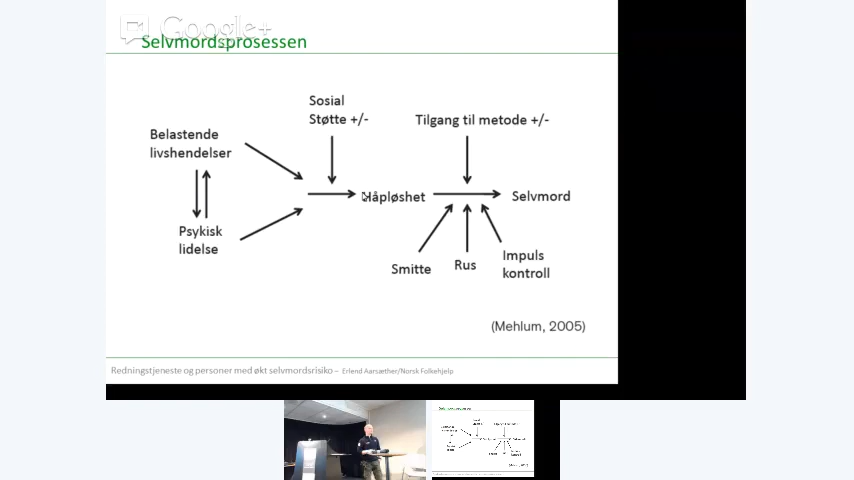 Google+
Selvmordsprosessen
Sosial
Støtte +/-
Tilgang til metode +/-
Belastende
livshendelser
Håpløshet
Selvmord
Psykisk
lidelse
Smitte
Rus
Impuls
kontroll
(Mehlum, 2005)
Redningstjeneste og personer med økt selvmordsrisiko – Erlend Aarsæther/Norsk Folkehjelp
Selvmordsprosessen